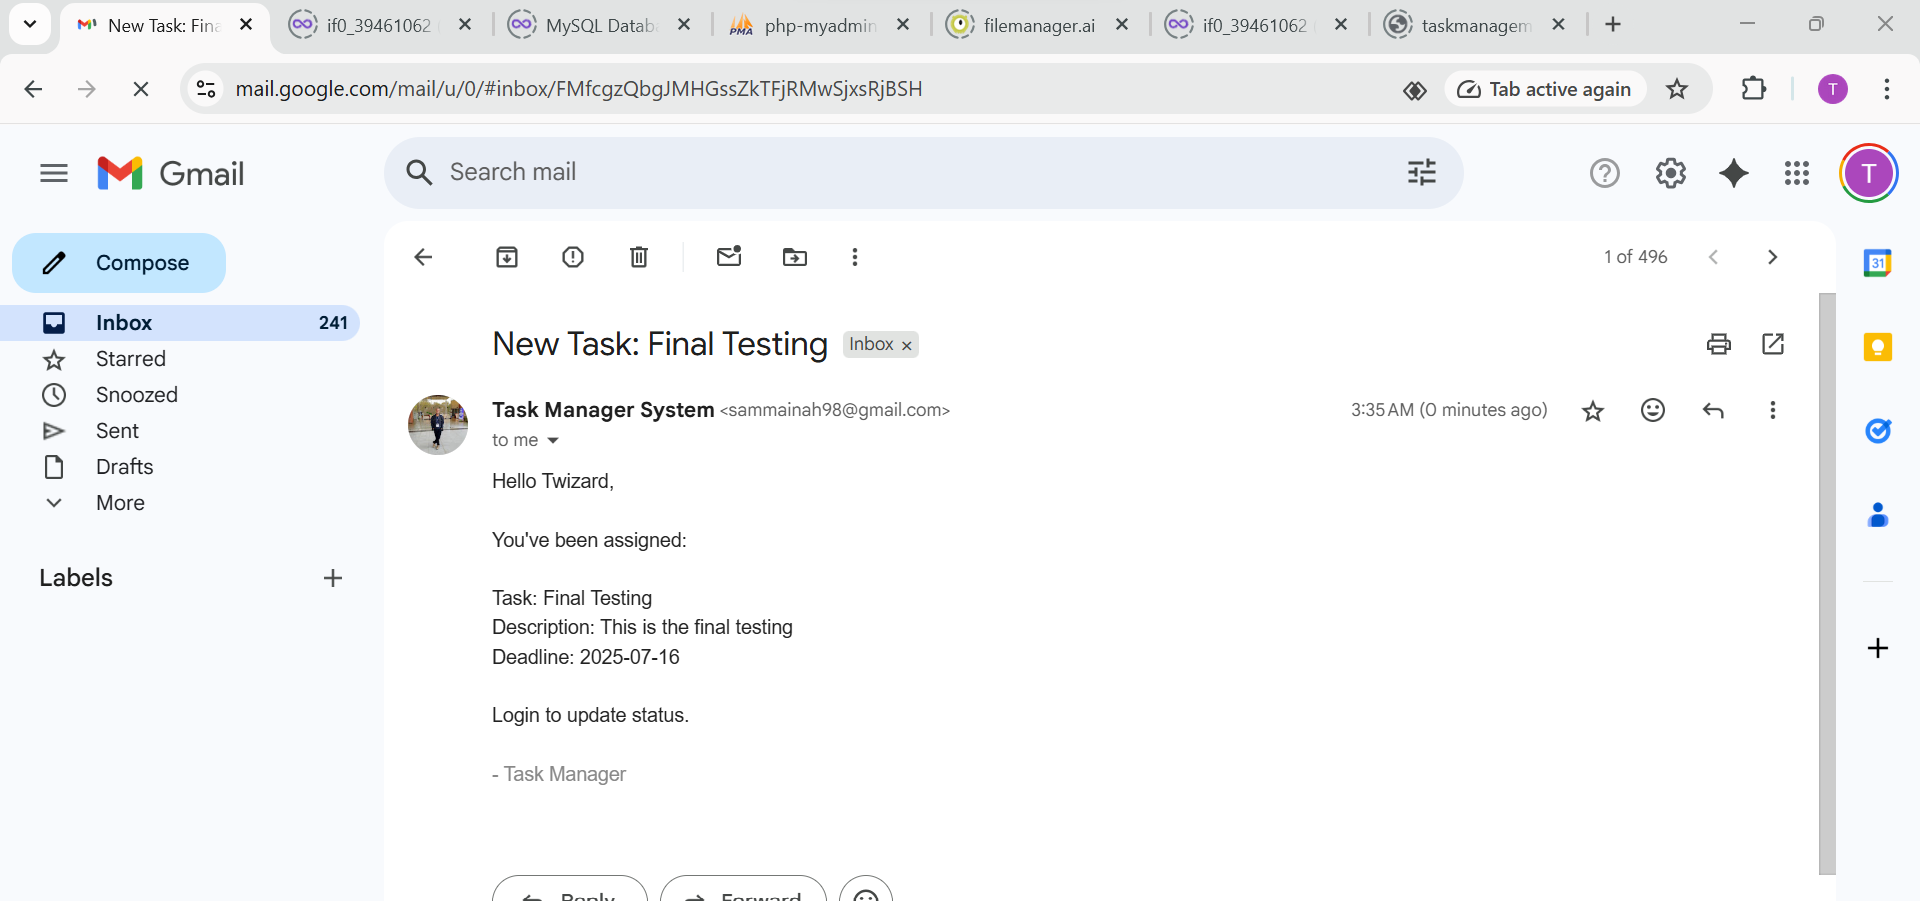 New Task: Fina
if0_39461062
MySQL Datab
php-myadmin
filemanager.ai
if0_39461062
taskmanagem
mail.google.com/mail/u/0/#inbox/FMfcgzQbgJMHGssZkTFjRMwSjxsRjBSH
Tab active again
T
Gmail
Search mail
T
Compose
1 of 496
31
Inbox 241
Starred
Snoozed
Sent
Drafts
More
Labels
New Task: Final Testing Inbox ×
Task Manager System <sammainah98@gmail.com> 3:35 AM (0 minutes ago)
to me
Hello Twizard,
You've been assigned:
Task: Final Testing
Description: This is the final testing
Deadline: 2025-07-16
Login to update status.
- Task Manager
Reply
Forward